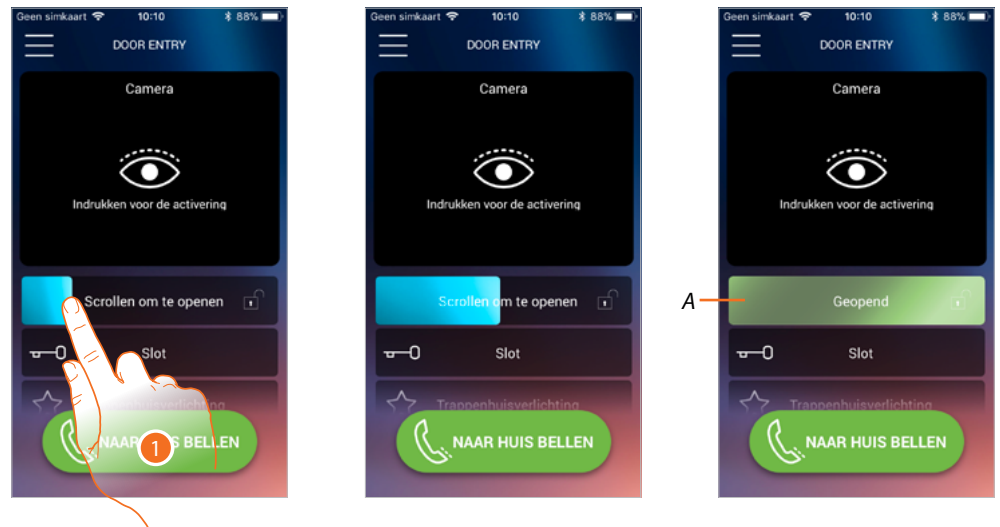 Geen simkaart 10:10 88%
DOOR ENTRY
Camera
Indrukken voor de activering
Scrollen om te openen
Slot
Trappenhuisverlichting
NAAR HUIS BELLEN
1
Geen simkaart 10:10 88%
DOOR ENTRY
Camera
Indrukken voor de activering
Scrollen om te openen
Slot
Trappenhuisverlichting
NAAR HUIS BELLEN
Geen simkaart 10:10 88%
DOOR ENTRY
Camera
Indrukken voor de activering
A
Geopend
Slot
Trappenhuisverlichting
NAAR HUIS BELLEN